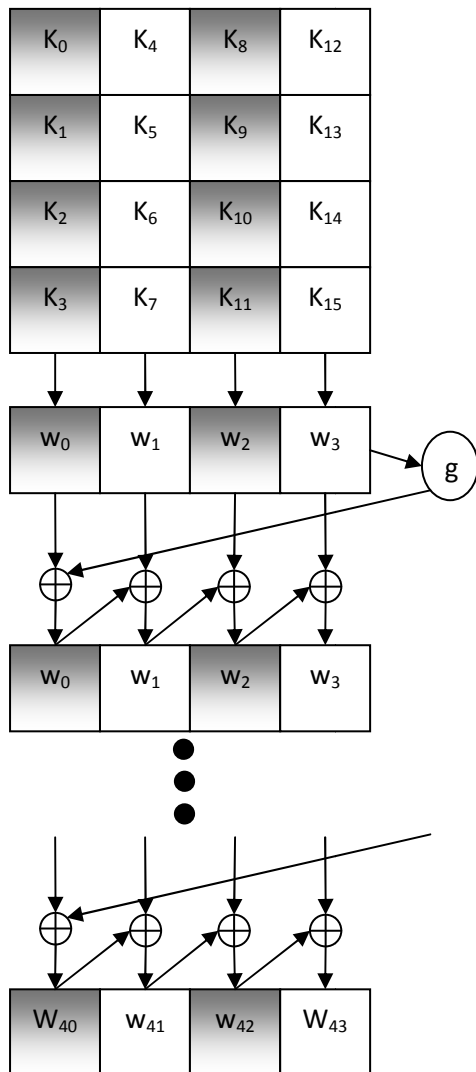 K₀ K₄ K₈ K₁₂
K₁ K₅ K₉ K₁₃
K₂ K₆ K₁₀ K₁₄
K₃ K₇ K₁₁ K₁₅
w₀ w₁ w₂ w₃
g
w₀ w₁ w₂ w₃
W₄₀ w₄₁ w₄₂ W₄₃